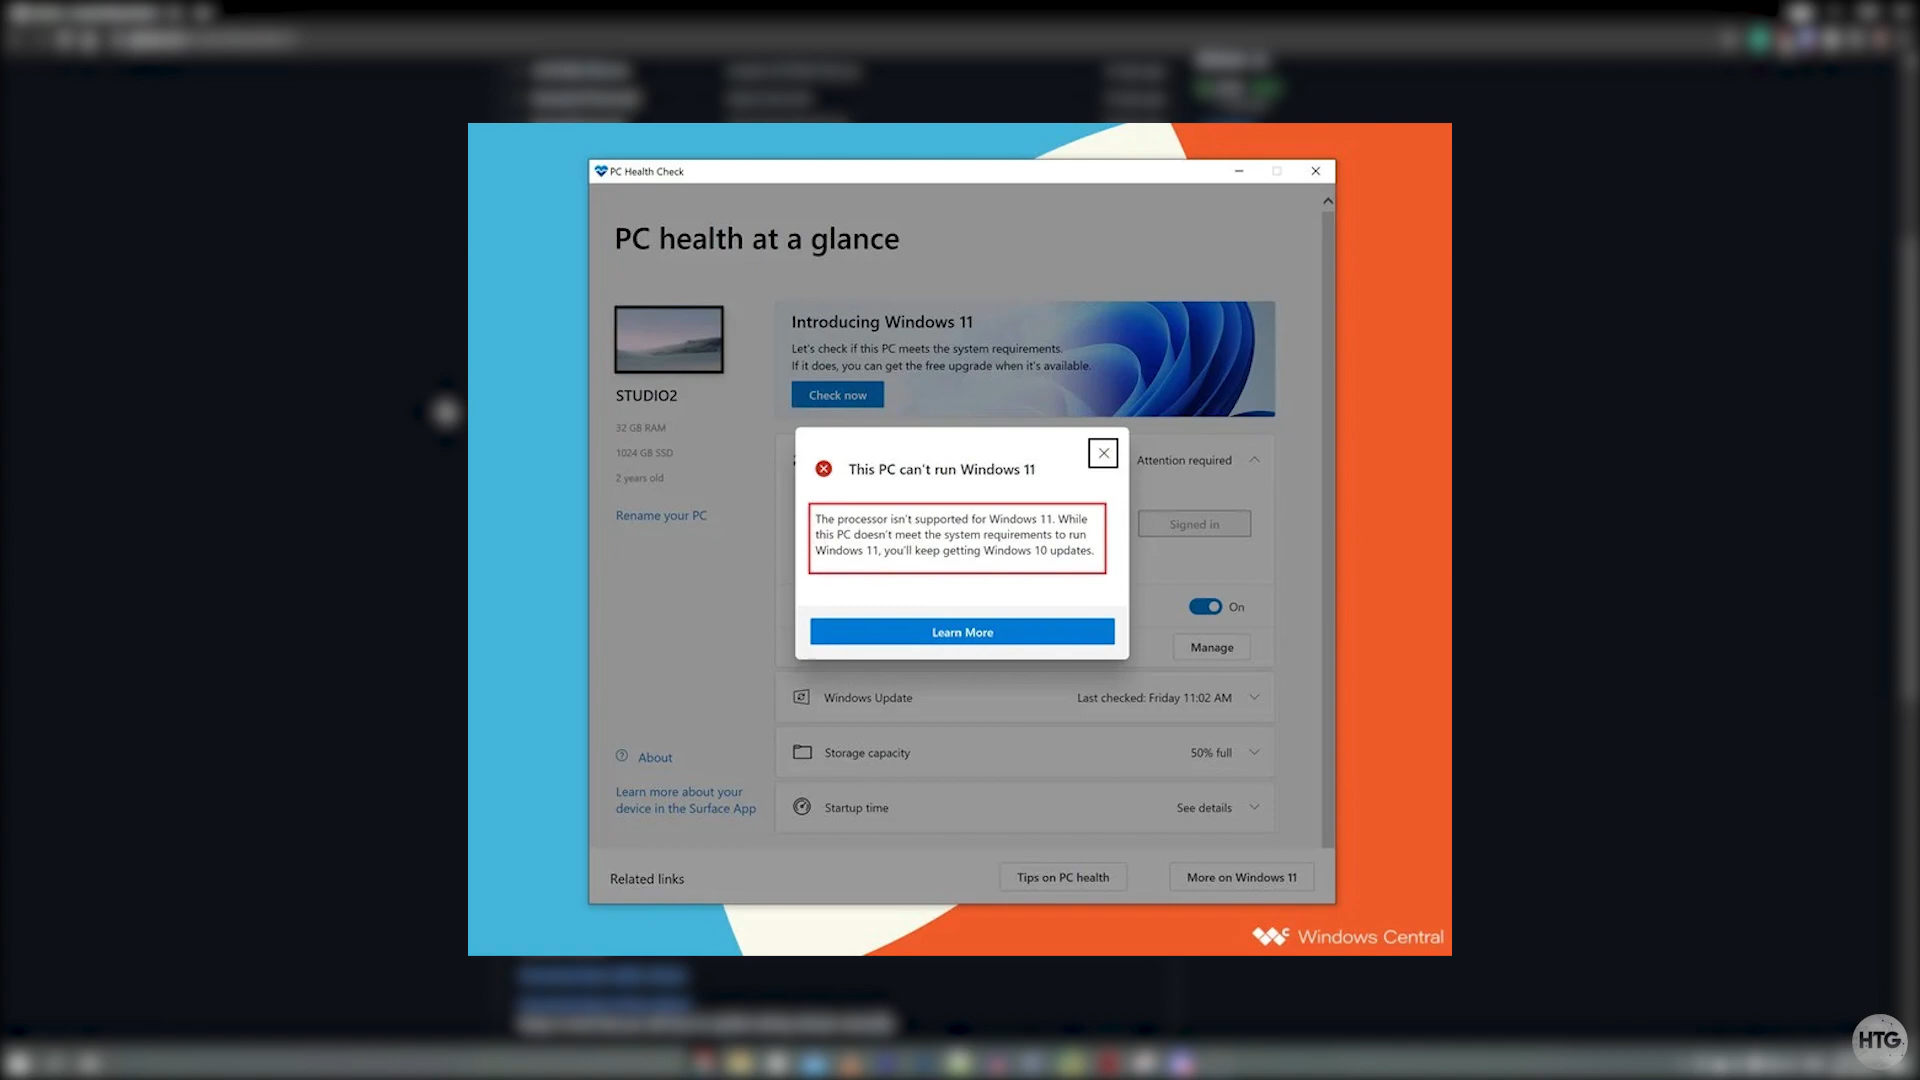 PC Health Check
PC health at a glance
STUDIO2
32 GB RAM
1024 GB SSD
2 years old
Rename your PC
Introducing Windows 11
Let's check if this PC meets the system requirements.
If it does, you can get the free upgrade when it's available.
Check now
Attention required
This PC can't run Windows 11
The processor isn't supported for Windows 11. While
this PC doesn't meet the system requirements to run
Windows 11, you'll keep getting Windows 10 updates.
Learn More
Signed in
On
Manage
Windows Update
Last checked: Friday 11:02 AM
Storage capacity
50% full
Startup time
See details
About
Learn more about your
device in the Surface App
Related links
Tips on PC health
More on Windows 11
Windows Central
HTG